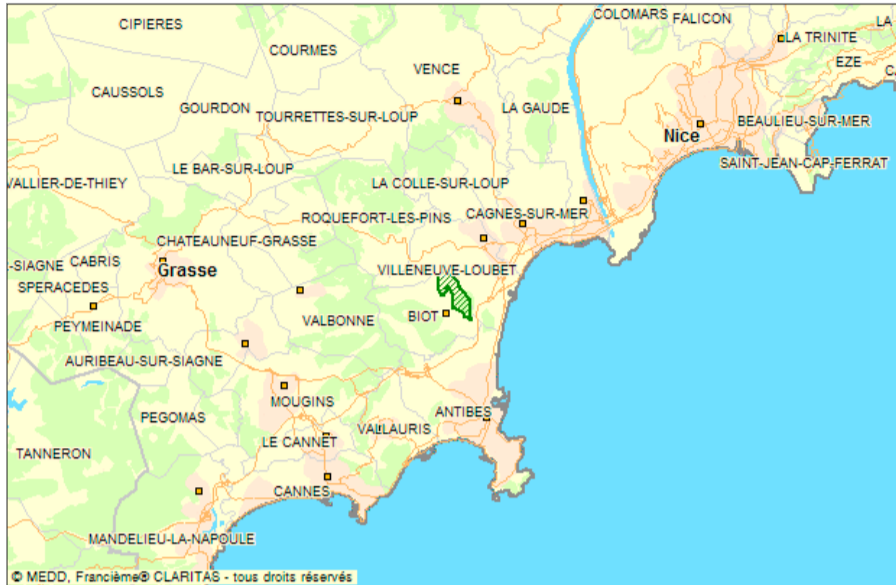 CIPIERES
COLOMARS
FALICON
LA
LA TRINITE
COURMES
EZE
VENCE
CAUSSOLS
LA GAUDE
GOURDON
TOURRETTES-SUR-LOUP
BEAULIEU-SUR-MER
Nice
SAINT-JEAN-CAP-FERRAT
LE BAR-SUR-LOUP
VALLIER-DE-THIEY
LA COLLE-SUR-LOUP
ROQUEFORT-LES-PINS
CAGNES-SUR-MER
CHATEAUNEUF-GRASSE
E-SIAGNE
CABRIS
Grasse
VILLENEUVE-LOUBET
SPERACEDES
PEYMEINADE
VALBONNE
BIOT
AURIBEAU-SUR-SIAGNE
MOUGINS
PEGOMAS
ANTIBES
VALLAURIS
LE CANNET
TANNERON
CANNES
MANDELIEU-LA-NAPOULE
© MEDD, Francième® CLARITAS - tous droits réservés